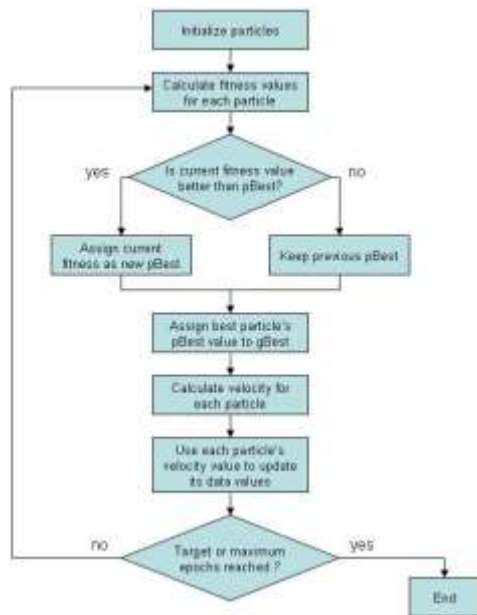 Initialize particles
Calculate fitness values
for each particle
Is current fitness value
better than pBest?
yes
no
Assign current
fitness as new pBest
Keep previous pBest
Assign best particle's
pBest value to gBest
Calculate velocity for
each particle
Use each particle's
velocity value to update
its data values
no
Target or maximum
epochs reached ?
yes
End